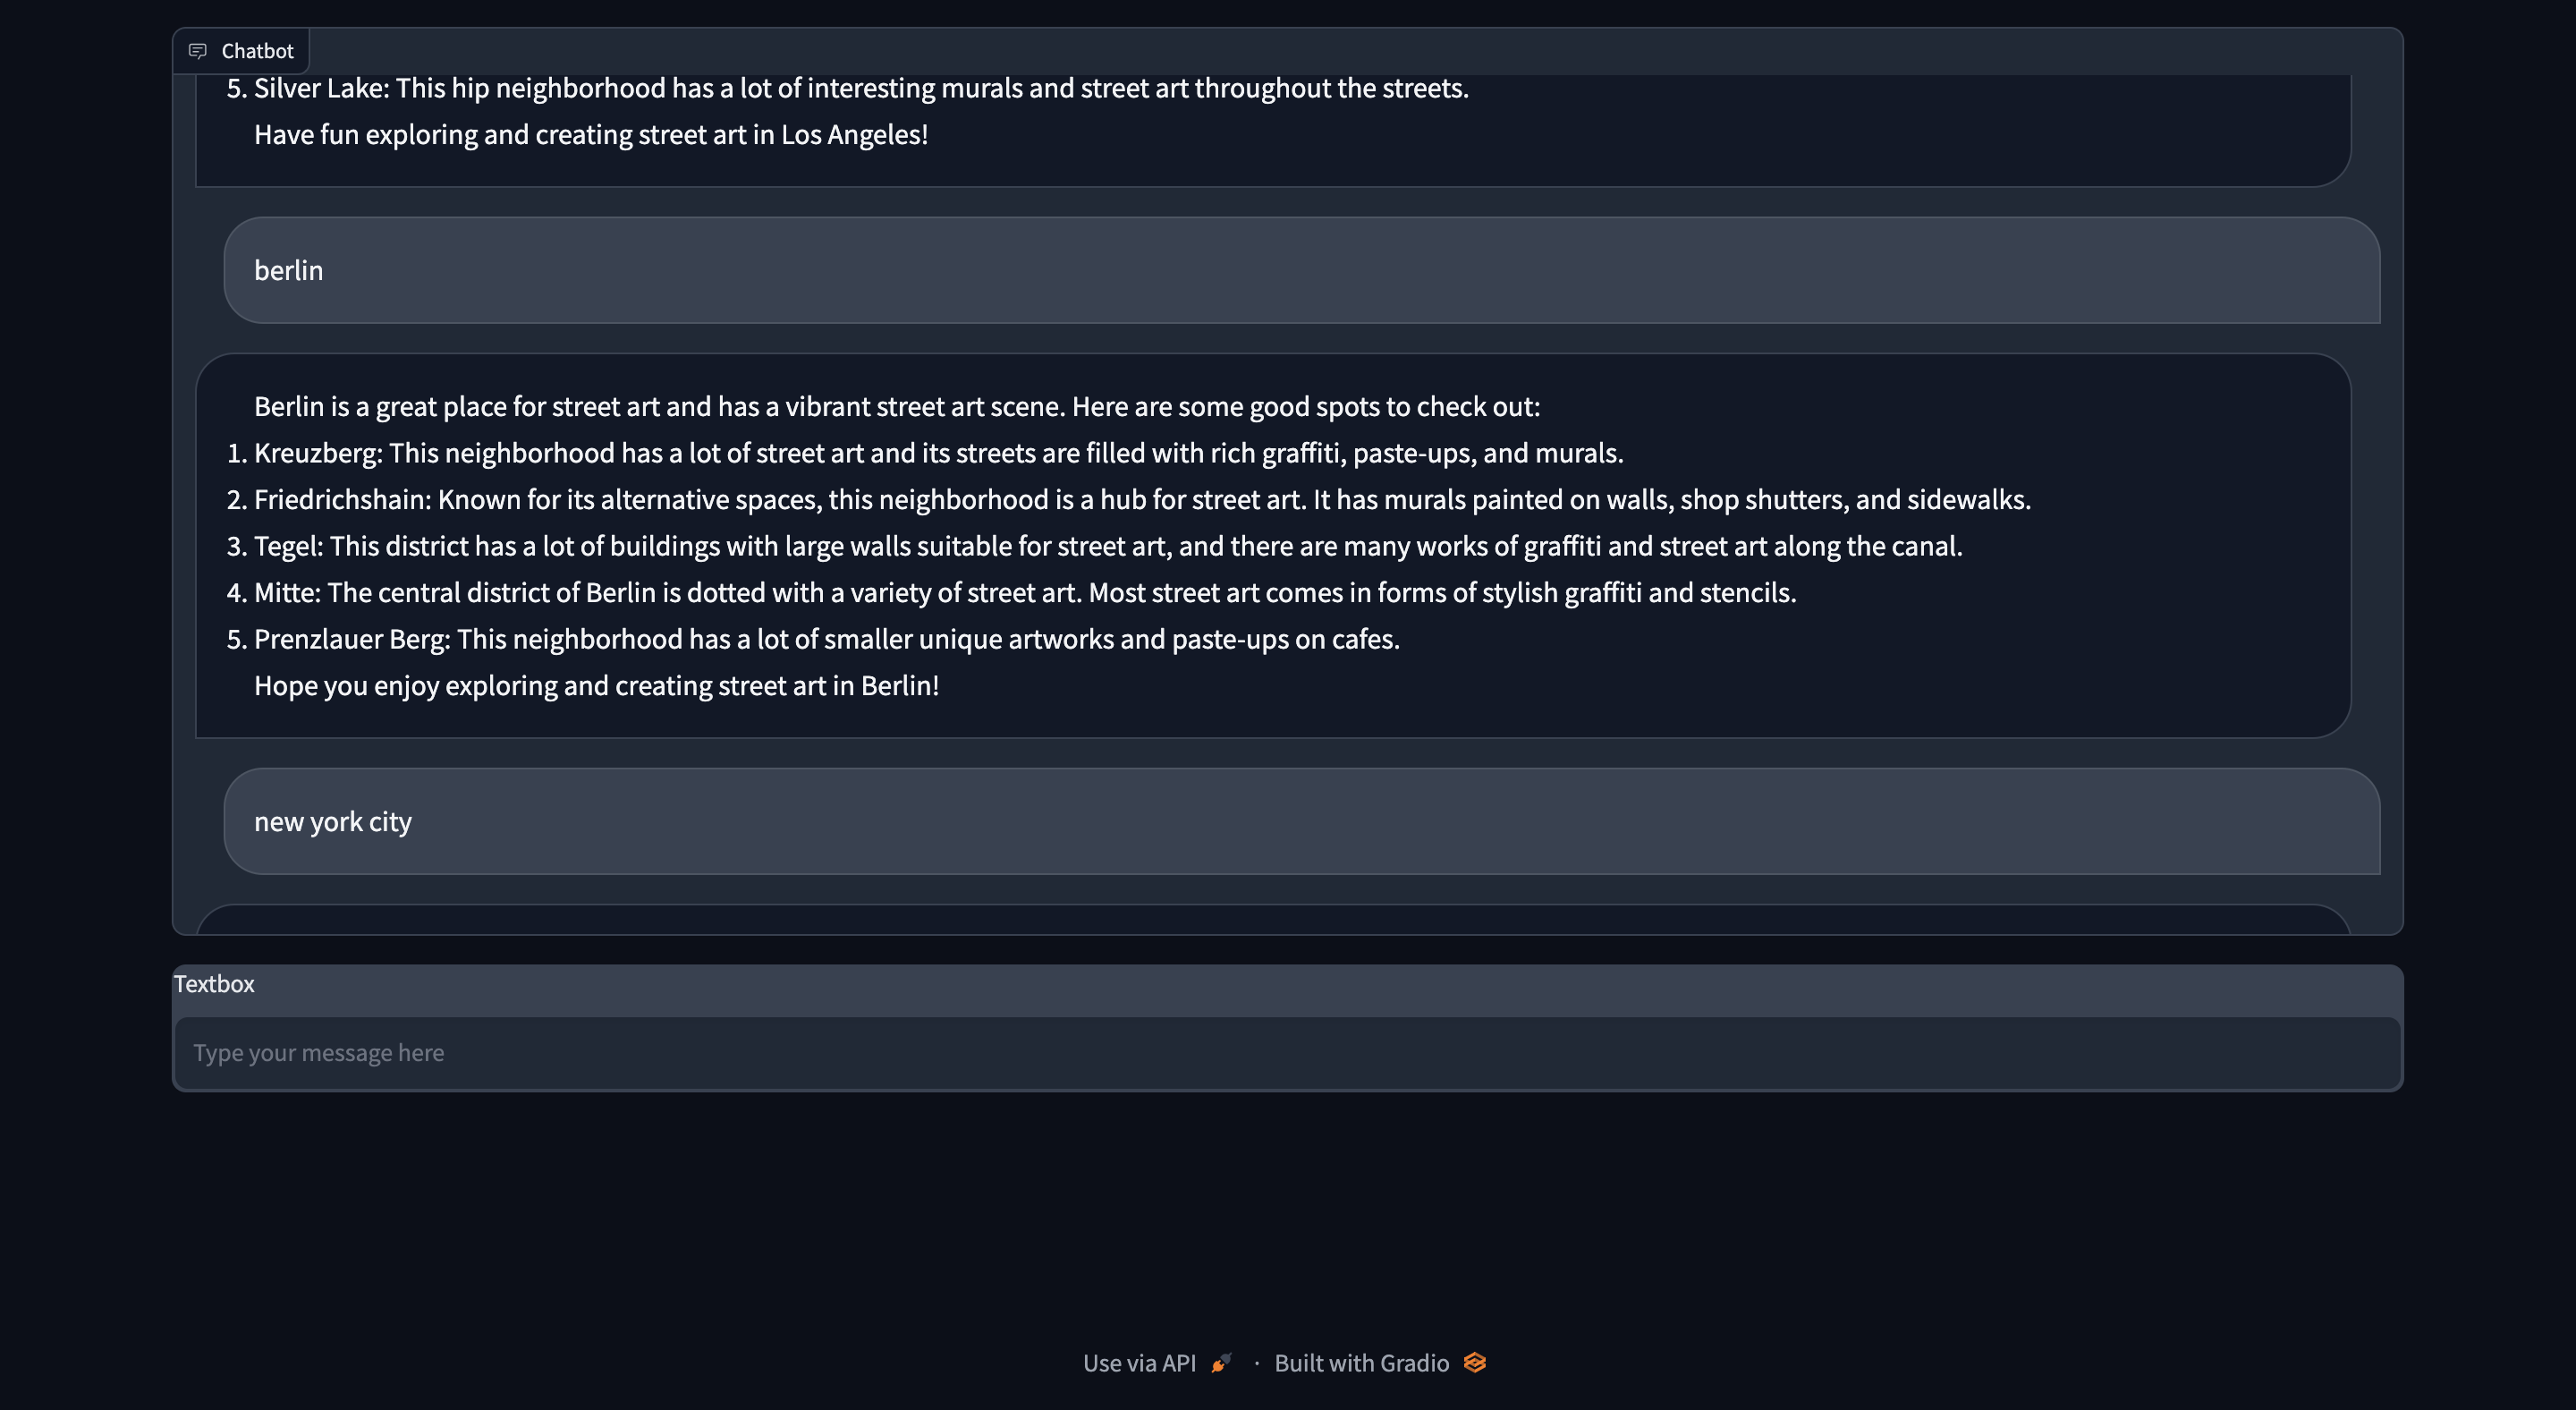 Chatbot
5. Silver Lake: This hip neighborhood has a lot of interesting murals and street art throughout the streets.
Have fun exploring and creating street art in Los Angeles!
berlin
Berlin is a great place for street art and has a vibrant street art scene. Here are some good spots to check out:
1. Kreuzberg: This neighborhood has a lot of street art and its streets are filled with rich graffiti, paste-ups, and murals.
2. Friedrichshain: Known for its alternative spaces, this neighborhood is a hub for street art. It has murals painted on walls, shop shutters, and sidewalks.
3. Tegel: This district has a lot of buildings with large walls suitable for street art, and there are many works of graffiti and street art along the canal.
4. Mitte: The central district of Berlin is dotted with a variety of street art. Most street art comes in forms of stylish graffiti and stencils.
5. Prenzlauer Berg: This neighborhood has a lot of smaller unique artworks and paste-ups on cafes.
Hope you enjoy exploring and creating street art in Berlin!
new york city
Textbox
Type your message here
Use via API · Built with Gradio